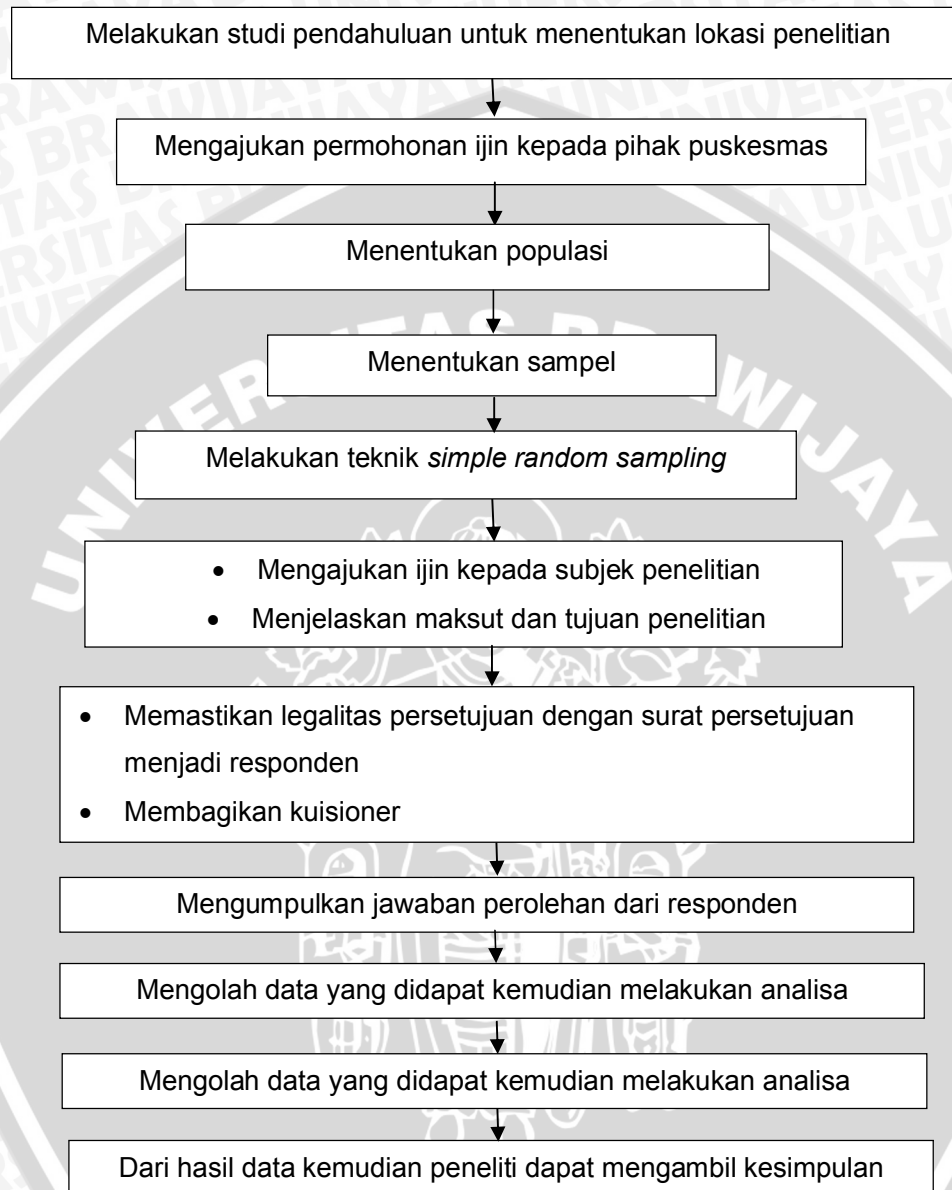 Melakukan studi pendahuluan untuk menentukan lokasi penelitian
Mengajukan permohonan ijin kepada pihak puskesmas
Menentukan populasi
Menentukan sampel
Melakukan teknik simple random sampling
• Mengajukan ijin kepada subjek penelitian
• Menjelaskan maksut dan tujuan penelitian
• Memastikan legalitas persetujuan dengan surat persetujuan
menjadi responden
• Membagikan kuisioner
Mengumpulkan jawaban perolehan dari responden
Mengolah data yang didapat kemudian melakukan analisa
Mengolah data yang didapat kemudian melakukan analisa
Dari hasil data kemudian peneliti dapat mengambil kesimpulan
UNIVERSITAS BRAWIJAYA